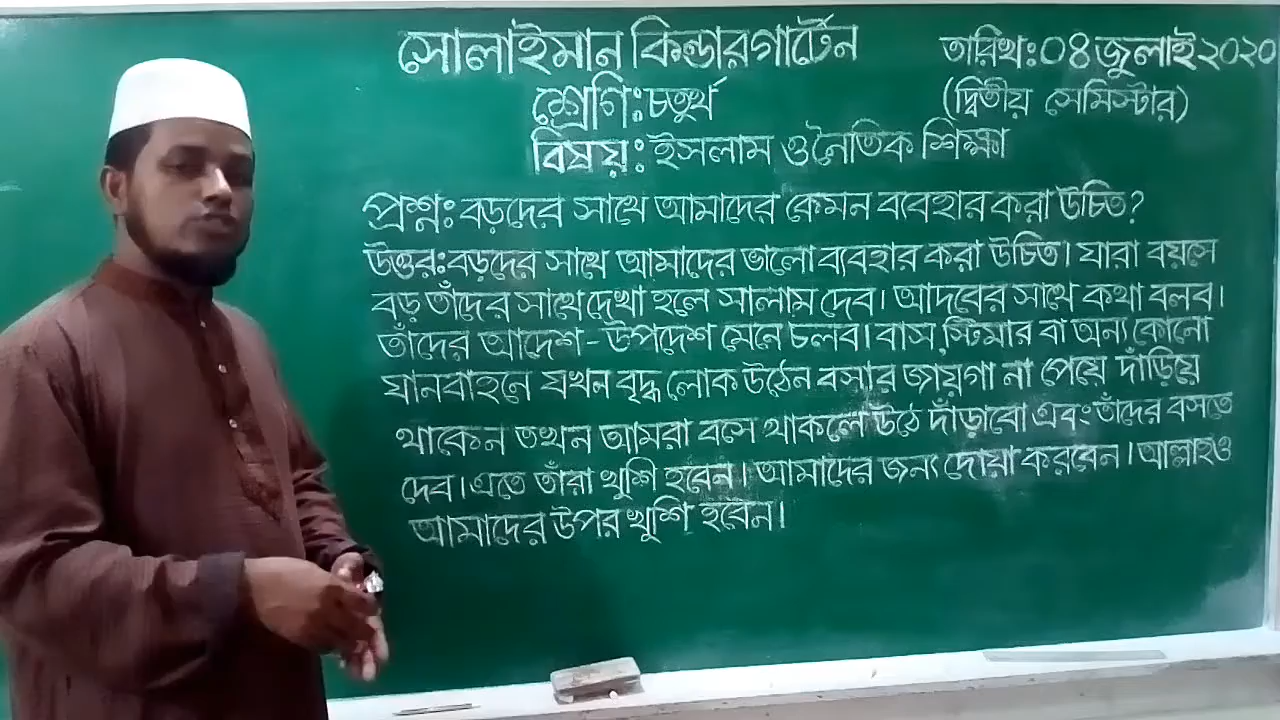 সোলাইমান কিন্ডারগার্টেন
তারিখ:০৪ জুলাই ২০২০
শ্রেণি:চতুর্থ
(দ্বিতীয় সেমিস্টার)
বিষয়: ইসলাম ও নৈতিক শিক্ষা
প্রশ্ন: বড়দের সাথে আমাদের কেমন ব্যবহার করা উচিত?
উত্তর:বড়দের সাথে আমাদের ভালো ব্যবহার করা উচিত। যারা বয়সে
বড় তাঁদের সাথে দেখা হলে সালাম দেব। আদবের সাথে কথা বলব।
তাঁদের আদেশ-উপদেশ মেনে চলব। বাস,স্টিমার বা অন্য কোনো
যানবাহনে যখন বৃদ্ধ লোক উঠেন বসার জায়গা না পেয়ে দাঁড়িয়ে
থাকেন তখন আমরা বসে থাকলে উঠে দাঁড়াবো এবং তাঁদের বসতে
দেব। এতে তাঁরা খুশি হবেন। আমাদের জন্য দোয়া করবেন। আল্লাহও
আমাদের উপর খুশি হবেন।